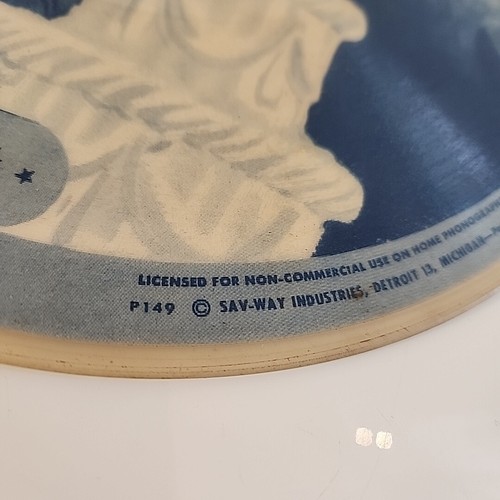 LICENSED FOR NON-COMMERCIAL USE ON HOME PHONOGRAPHS
P149 © SAV-WAY INDUSTRIES, DETROIT 13, MICHIGAN—